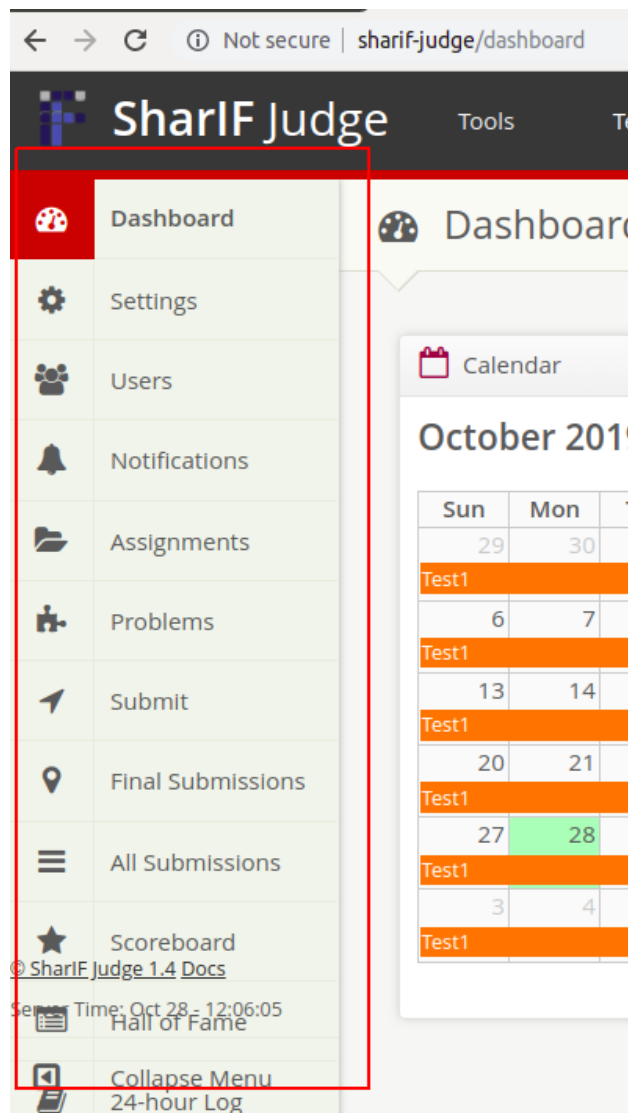 Not secure | sharif-judge/dashboard
SharIF Judge
Tools
Dashboard
Settings
Users
Notifications
Assignments
Problems
Submit
Final Submissions
All Submissions
Scoreboard
© SharIF Judge 1.4 Docs
Server Time: Oct 28 - 12:06:05
Hall of Fame
Collapse Menu
24-hour Log
Dashboard
Calendar
October 2019
Sun Mon
29 30
Test1
6 7
Test1
13 14
Test1
20 21
Test1
27 28
Test1
3 4
Test1